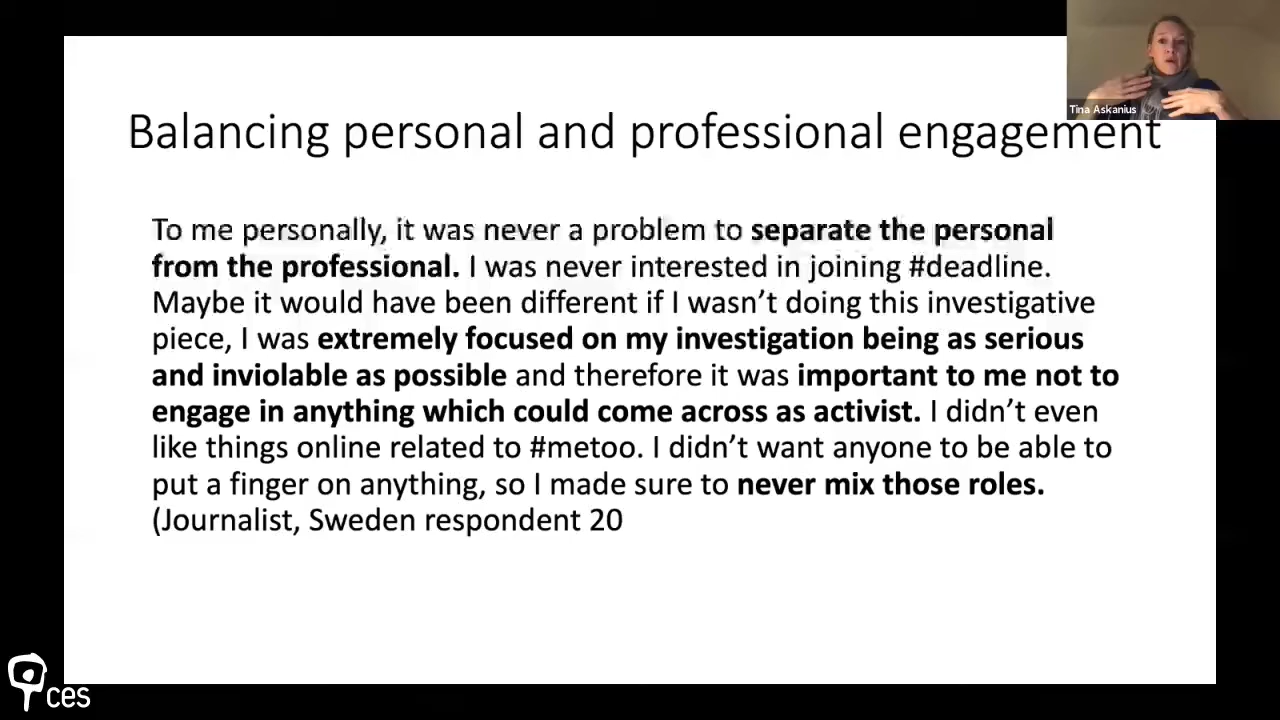 Tina Askanius
Balancing personal and professional engagement
To me personally, it was never a problem to separate the personal
from the professional. I was never interested in joining #deadline.
Maybe it would have been different if I wasn’t doing this investigative
piece, I was extremely focused on my investigation being as serious
and inviolable as possible and therefore it was important to me not to
engage in anything which could come across as activist. I didn’t even
like things online related to #metoo. I didn’t want anyone to be able to
put a finger on anything, so I made sure to never mix those roles.
(Journalist, Sweden respondent 20
ces